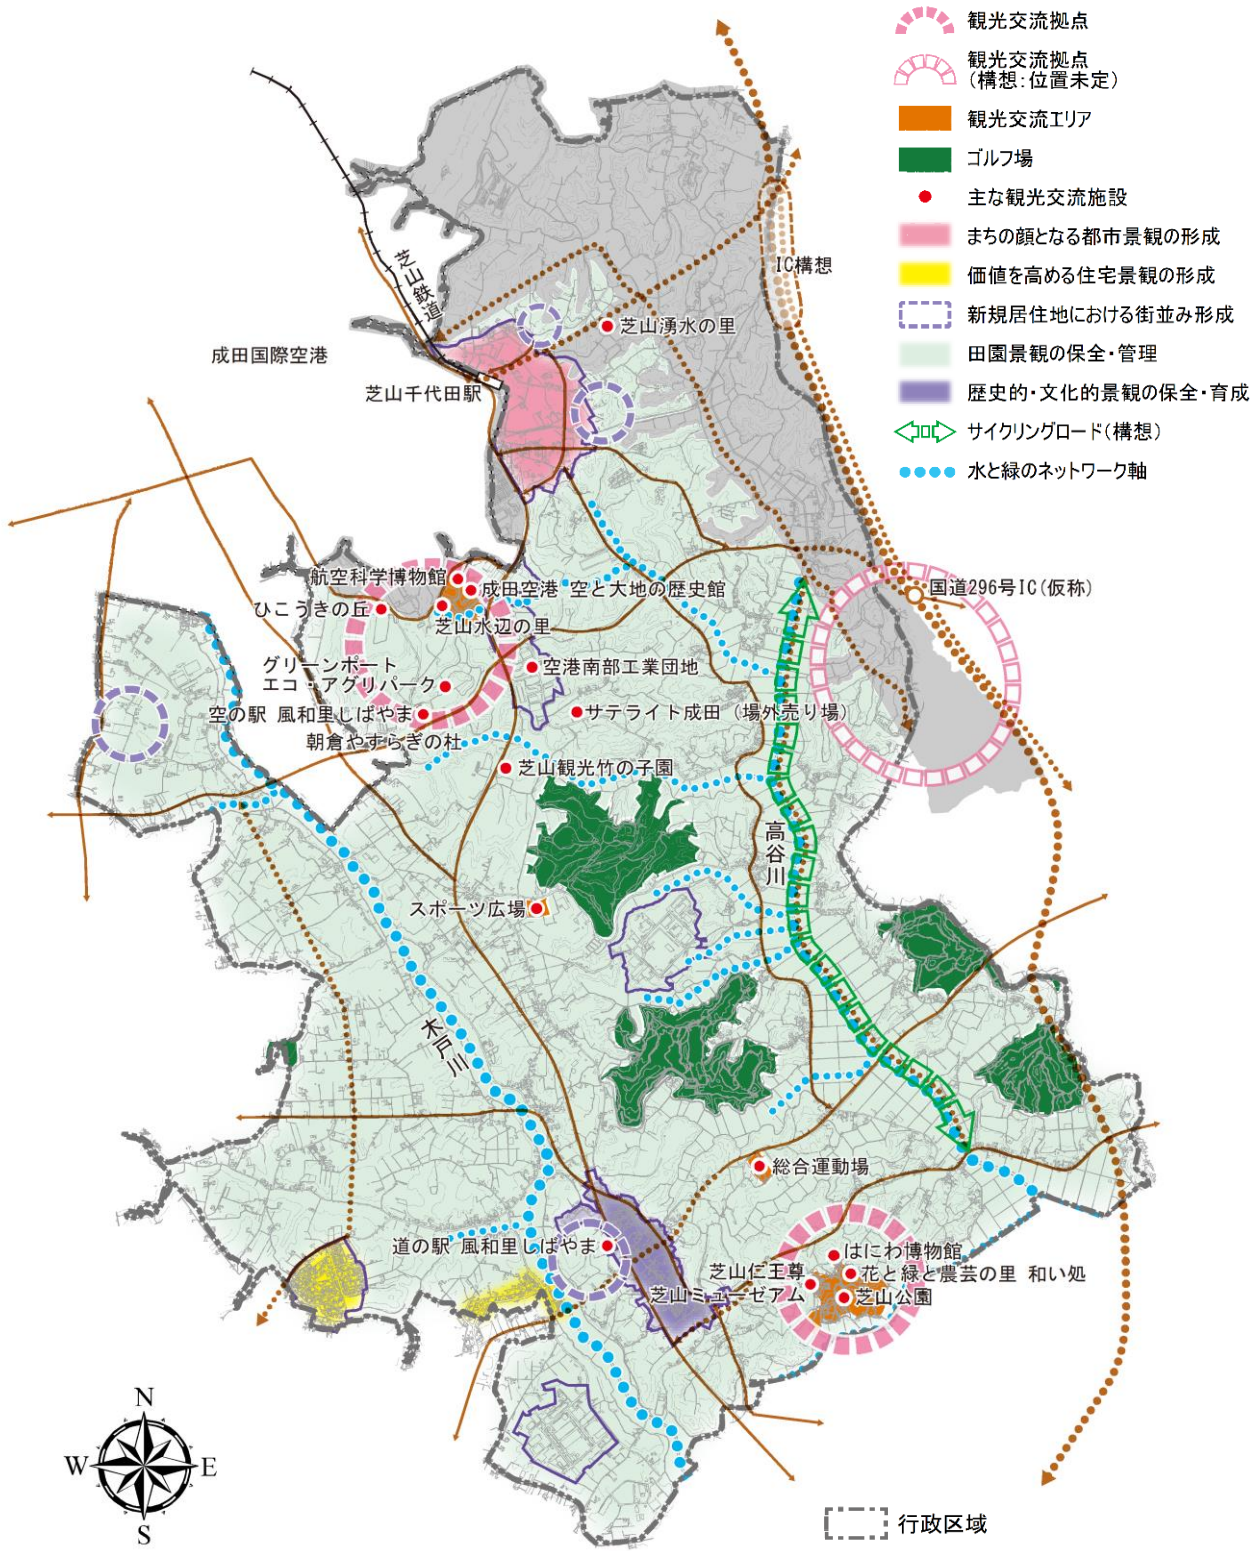 観光交流拠点
観光交流拠点
（構想：位置未定）
観光交流エリア
ゴルフ場
主な観光交流施設
まちの顔となる都市景観の形成
価値を高める住宅景観の形成
新規居住地における街並み形成
田園景観の保全・管理
歴史的・文化的景観の保全・育成
サイクリングロード（構想）
水と緑のネットワーク軸
芝山鉄道
IC構想
芝山湧水の里
成田国際空港
芝山千代田駅
航空科学博物館
成田空港 空と大地の歴史館
国道296号IC(仮称)
ひこうきの丘
芝山水辺の里
グリーンポート
エコ・アグリパーク
空港南部工業団地
空の駅 風和里しばやま
サテライト成田（場外売り場）
朝倉やすらぎの杜
芝山観光竹の子園
高谷川
スポーツ広場
木戸川
総合運動場
道の駅 風和里しばやま
はにわ博物館
芝山仁王尊
芝山ミューゼアム
花と緑と農芸の里 和い処
芝山公園
N
W
E
S
行政区域